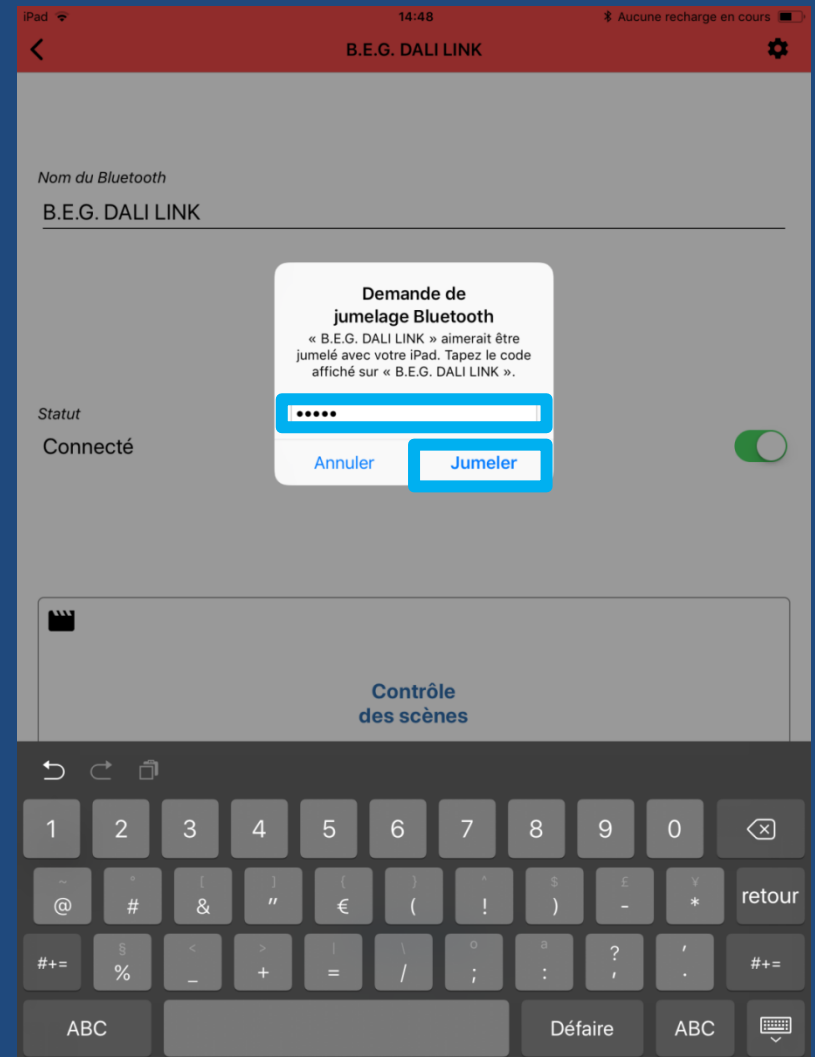 iPad 14:48 Aucune recharge en cours
B.E.G. DALI LINK
Nom du Bluetooth
B.E.G. DALI LINK
Demande de
jumelage Bluetooth
« B.E.G. DALI LINK » aimerait être
jumelé avec votre iPad. Tapez le code
affiché sur « B.E.G. DALI LINK ».
•••••
Annuler Jumeler
Statut
Connecté
Contrôle
des scènes
1 2 3 4 5 6 7 8 9 0
~ ° [ ] { } ^ $ £ ¥
@ # & " € ( ! ) - * retour
§ < > | \ o a ? '
#+= % _ + = / ; : , . #+=
ABC Défaire ABC